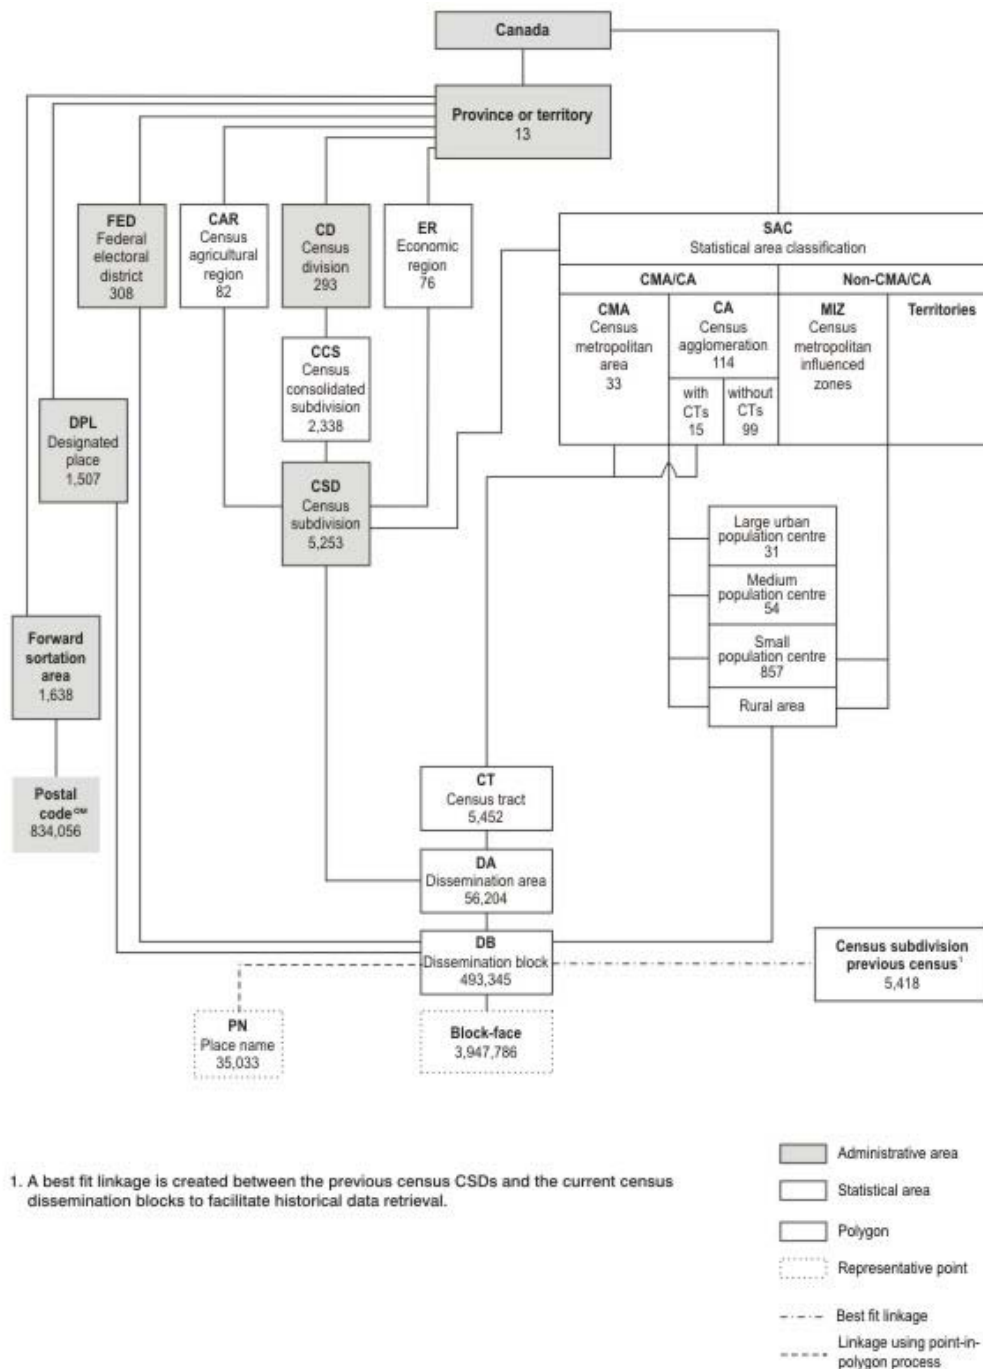 Canada
Province or territory
13
FED
Federal
electoral
district
308
CAR
Census
agricultural
region
82
CD
Census
division
293
ER
Economic
region
76
SAC
Statistical area classification
CMA/CA
Non-CMA/CA
CMA
Census
metropolitan
area
33
CA
Census
agglomeration
114
with
CTs
15
without
CTs
99
MIZ
Census
metropolitan
influenced
zones
Territories
CCS
Census
consolidated
subdivision
2,338
DPL
Designated
place
1,507
CSD
Census
subdivision
5,253
Large urban
population centre
31
Medium
population centre
54
Small
population centre
857
Rural area
Forward
sortation
area
1,638
Postal
code OM
834,056
CT
Census tract
5,452
DA
Dissemination area
56,204
DB
Dissemination block
493,345
Census subdivision
previous census 1
5,418
PN
Place name
35,033
Block-face
3,947,786
1. A best fit linkage is created between the previous census CSDs and the current census
dissemination blocks to facilitate historical data retrieval.
Administrative area
Statistical area
Polygon
Representative point
Best fit linkage
Linkage using point-in-
polygon process